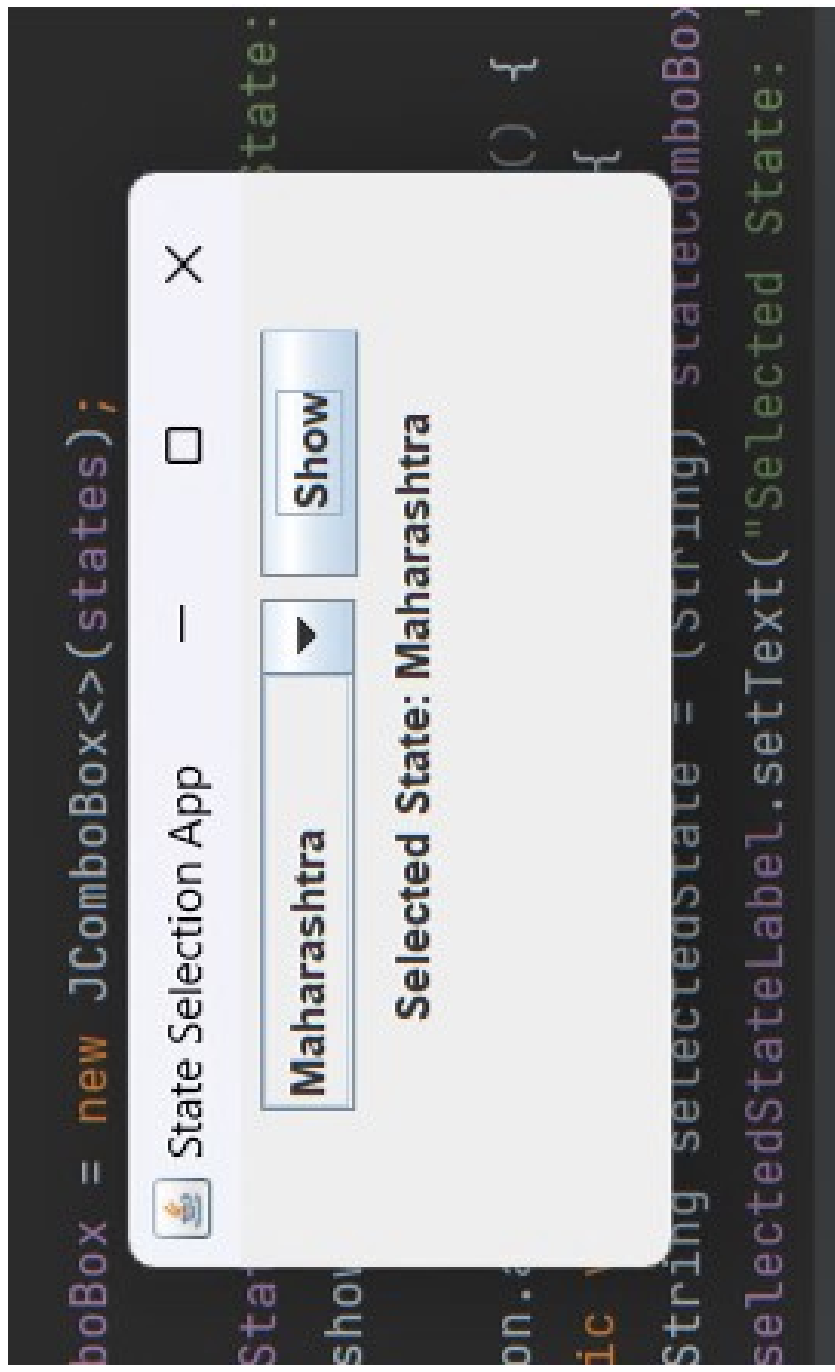 boBox = new JComboBox<>(states);
State Selection App
State:
Maharashtra
Show
Selected State: Maharashtra
() {
{
String selectedState = (String) stateComboBox
selectedStateLabel.setText("Selected State: "